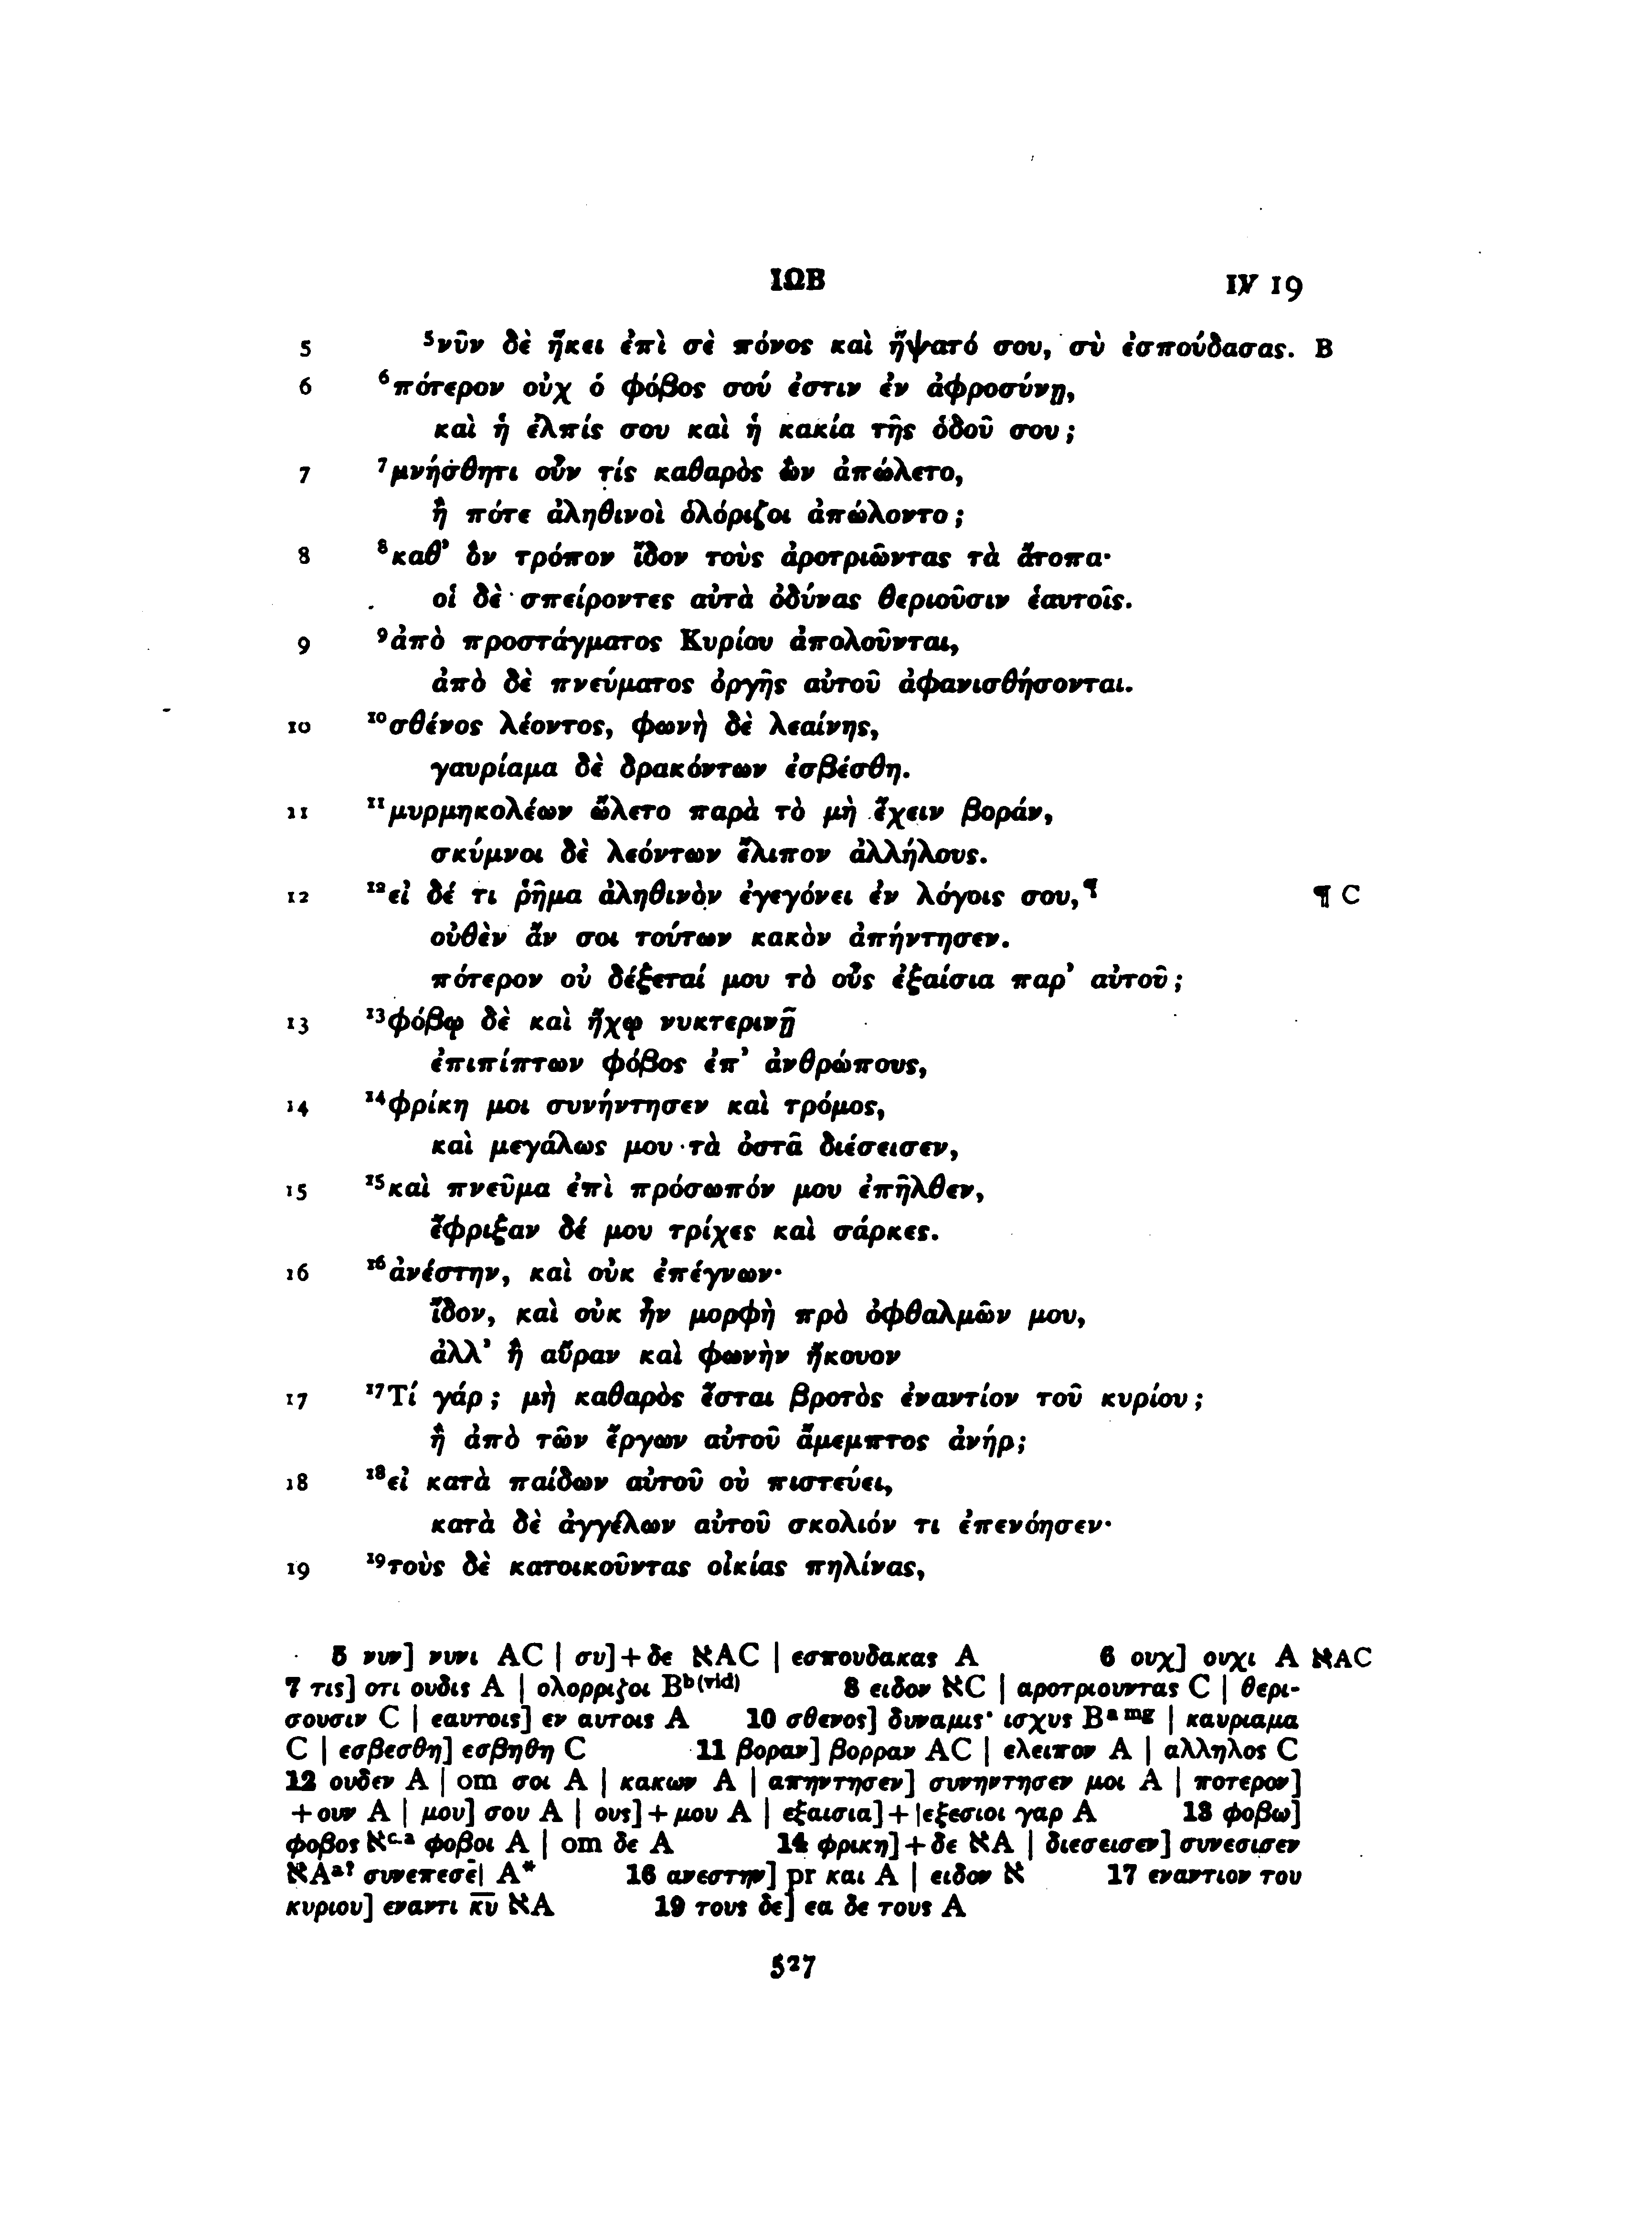 ΙΩΒ IV 19
5 ⁵νῦν δὲ ἥκει ἐπὶ σὲ πόνος καὶ ἥψατό σου, σὺ ἐσπούδασας. B
6 ⁶πότερον οὐχ ὁ φόβος σού ἐστιν ἐν ἀφροσύνῃ,
καὶ ἡ ἐλπίς σου καὶ ἡ κακία τῆς ὁδοῦ σου;
7 ⁷μνήσθητι οὖν τίς καθαρὸς ὢν ἀπώλετο,
ἢ πότε ἀληθινοὶ ὁλόριζοι ἀπώλοντο;
8 ⁸καθ’ ὃν τρόπον ἴδον τοὺς ἀροτριῶντας τὰ ἄτοπα·
οἱ δὲ σπείροντες αὐτὰ ὀδύνας θεριοῦσιν ἑαυτοῖς.
9 ⁹ἀπὸ προστάγματος Κυρίου ἀπολοῦνται,
ἀπὸ δὲ πνεύματος ὀργῆς αὐτοῦ ἀφανισθήσονται.
10 ¹⁰σθένος λέοντος, φωνὴ δὲ λεαίνης,
γαυρίαμα δὲ δρακόντων ἐσβέσθη.
11 ¹¹μυρμηκολέων ὤλετο παρὰ τὸ μὴ ἔχειν βοράν,
σκύμνοι δὲ λεόντων ἔλιπον ἀλλήλους.
12 ¹²εἰ δέ τι ῥῆμα ἀληθινὸν ἐγεγόνει ἐν λόγοις σου,¶ ¶ C
οὐθὲν ἄν σοι τούτων κακὸν ἀπήντησεν.
πότερον οὐ δέξεταί μου τὸ οὖς ἐξαίσια παρ’ αὐτοῦ;
13 ¹³φόβῳ δὲ καὶ ἤχῳ νυκτερινῇ
ἐπιπίπτων φόβος ἐπ’ ἀνθρώπους,
14 ¹⁴φρίκη μοι συνήντησεν καὶ τρόμος,
καὶ μεγάλως μου τὰ ὀστᾶ διέσεισεν,
15 ¹⁵καὶ πνεῦμα ἐπὶ πρόσωπόν μου ἐπῆλθεν,
ἔφριξαν δέ μου τρίχες καὶ σάρκες.
16 ¹⁶ἀνέστην, καὶ οὐκ ἐπέγνων·
ἴδον, καὶ οὐκ ἦν μορφὴ πρὸ ὀφθαλμῶν μου,
ἀλλ’ ἢ αὔραν καὶ φωνὴν ἤκουον
17 ¹⁷Τί γάρ; μὴ καθαρὸς ἔσται βροτὸς ἐναντίον τοῦ κυρίου;
ἢ ἀπὸ τῶν ἔργων αὐτοῦ ἄμεμπτος ἀνήρ;
18 ¹⁸εἰ κατὰ παίδων αὐτοῦ οὐ πιστεύει,
κατὰ δὲ ἀγγέλων αὐτοῦ σκολιόν τι ἐπενόησεν·
19 ¹⁹τοὺς δὲ κατοικοῦντας οἰκίας πηλίνας,
5 νυν] νυνι AC | συ]+δε ℵAC | εσπουδακας A 6 ουχ] ουχι A ℵAC
7 τις] οτι ουδις A | ολορριζοι Bᵇ⁽ᵛⁱᵈ⁾ 8 ειδον ℵC | αροτριουντας C | θερι-
σουσιν C | εαυτοις] εν αυτοις A 10 σθενος] δυναμις· ισχυς Bᵃ ᵐᵍ | καυριαμα
C | εσβεσθη] εσβηθη C 11 βοραν] βορραν AC | ελειπον A | αλληλος C
12 ουδεν A | om σοι A | κακων A | απηντησεν] συνηντησεν μοι A | ποτερον]
+ουν A | μου] σου A | ους]+μου A | εξαισια]+|εξεσιοι γαρ A 13 φοβω]
φοβος ℵᶜ·ᵃ φοβοι A | om δε A 14 φρικη]+δε ℵA | διεσεισεν] συνεσισεν
ℵAᵃ? συνεπεσε̄| A* 16 ανεστην] pr και A | ειδον ℵ 17 εναντιον του
κυριου] εναντι κ̅υ̅ ℵA 19 τους δε] εα δε τους A
527